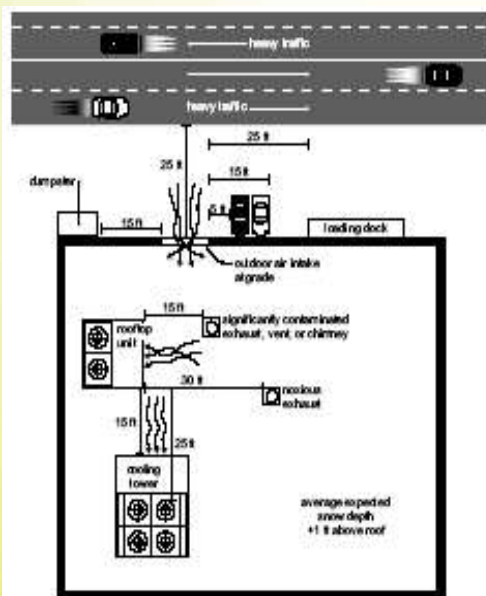 heavy traffic
heavy traffic
25 ft
25 ft
15 ft
5 ft
dumpster
15 ft
loading dock
outdoor air intake
at grade
15 ft
significantly contaminated
exhaust, vent, or chimney
rooftop
unit
30 ft
noxious
exhaust
15 ft
25 ft
cooling
tower
average expected
snow depth
+1 ft above roof